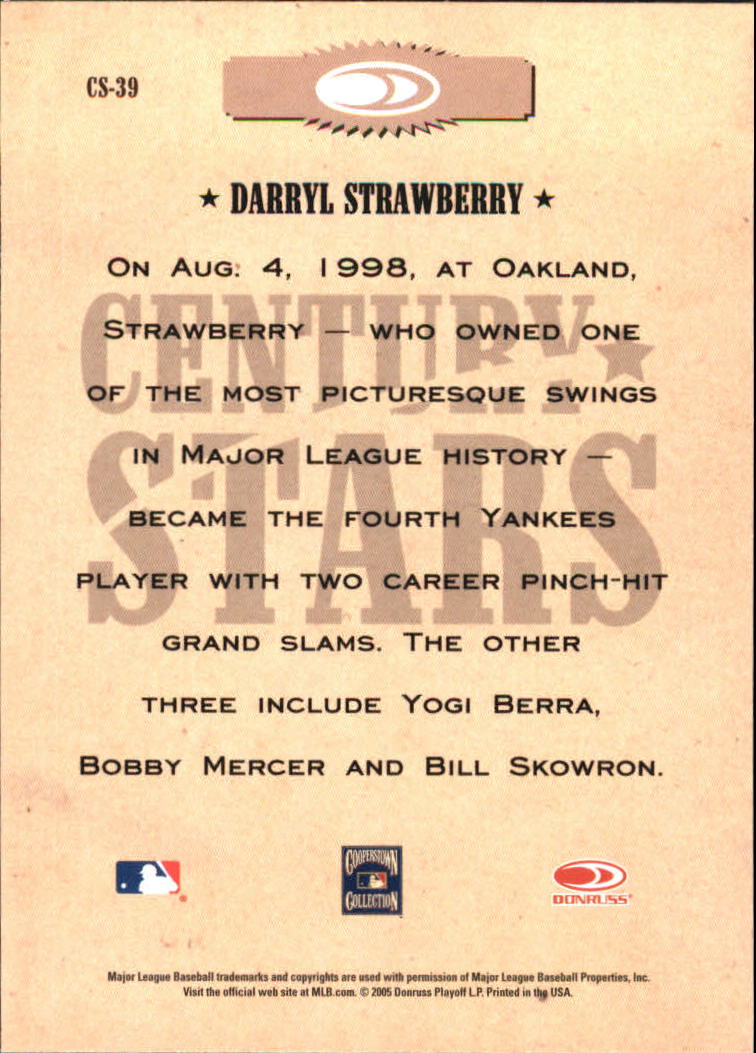 CS-39
★ DARRYL STRAWBERRY ★
CENTURY★
STARS
ON AUG. 4, 1998, AT OAKLAND,
STRAWBERRY — WHO OWNED ONE
OF THE MOST PICTURESQUE SWINGS
IN MAJOR LEAGUE HISTORY —
BECAME THE FOURTH YANKEES
PLAYER WITH TWO CAREER PINCH-HIT
GRAND SLAMS. THE OTHER
THREE INCLUDE YOGI BERRA,
BOBBY MERCER AND BILL SKOWRON.
COOPERSTOWN
COLLECTION
DONRUSS®
Major League Baseball trademarks and copyrights are used with permission of Major League Baseball Properties, Inc.
Visit the official web site at MLB.com. © 2005 Donruss Playoff L.P. Printed in the USA.